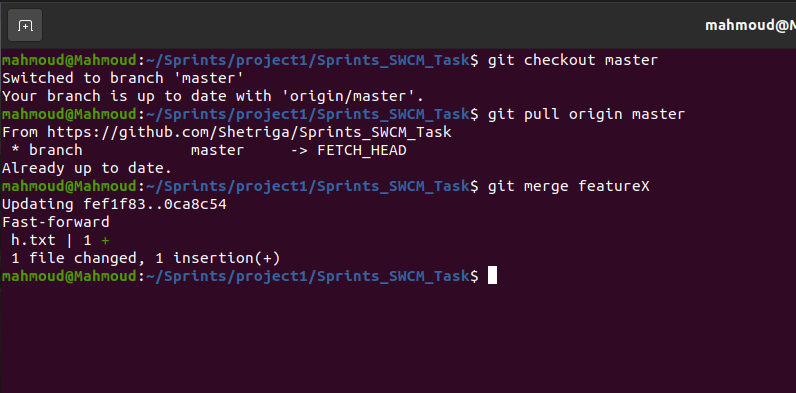 mahmoud@M
mahmoud@Mahmoud:~/Sprints/project1/Sprints_SWCM_Task$ git checkout master
Switched to branch 'master'
Your branch is up to date with 'origin/master'.
mahmoud@Mahmoud:~/Sprints/project1/Sprints_SWCM_Task$ git pull origin master
From https://github.com/Shetriga/Sprints_SWCM_Task
 * branch            master     -> FETCH_HEAD
Already up to date.
mahmoud@Mahmoud:~/Sprints/project1/Sprints_SWCM_Task$ git merge featureX
Updating fef1f83..0ca8c54
Fast-forward
 h.txt | 1 +
 1 file changed, 1 insertion(+)
mahmoud@Mahmoud:~/Sprints/project1/Sprints_SWCM_Task$